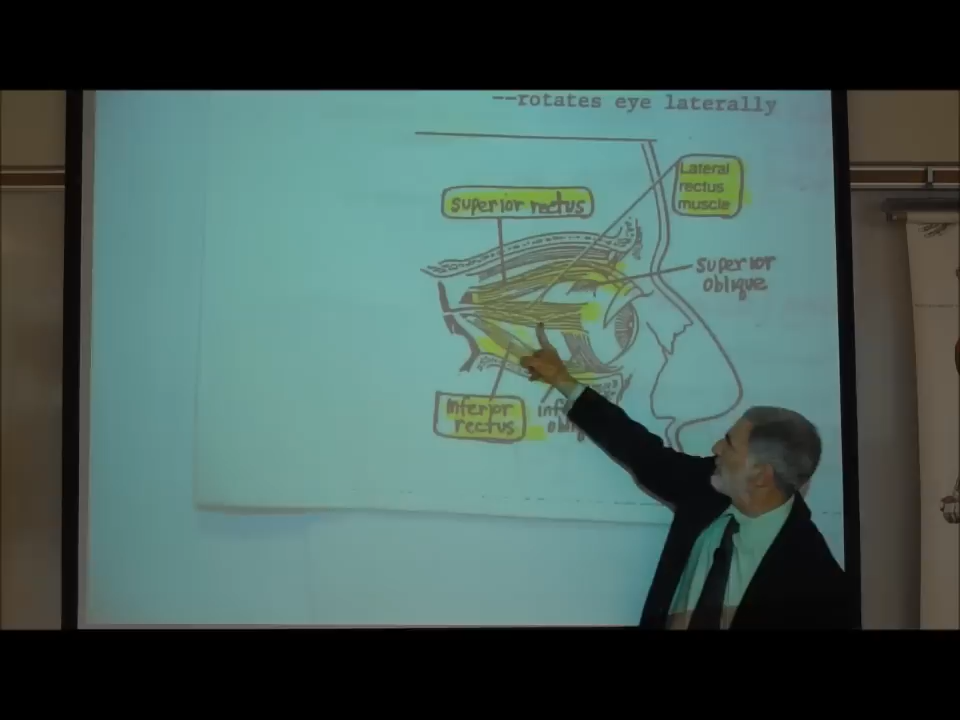 --rotates eye laterally
Lateral
rectus
muscle
superior rectus
superior
oblique
inferior
rectus